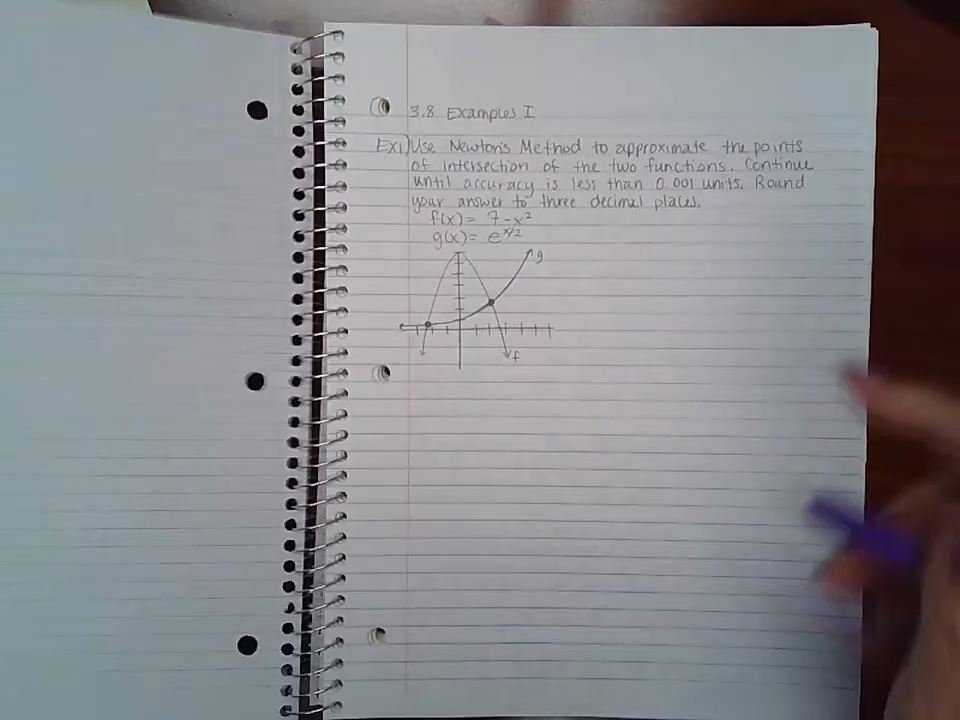 3.8 Examples I
Ex1) Use Newton's Method to approximate the points
of intersection of the two functions. Continue
until accuracy is less than 0.001 units. Round
your answer to three decimal places.
f(x) = 7-x²
g(x) = e^(x/2)
g
f